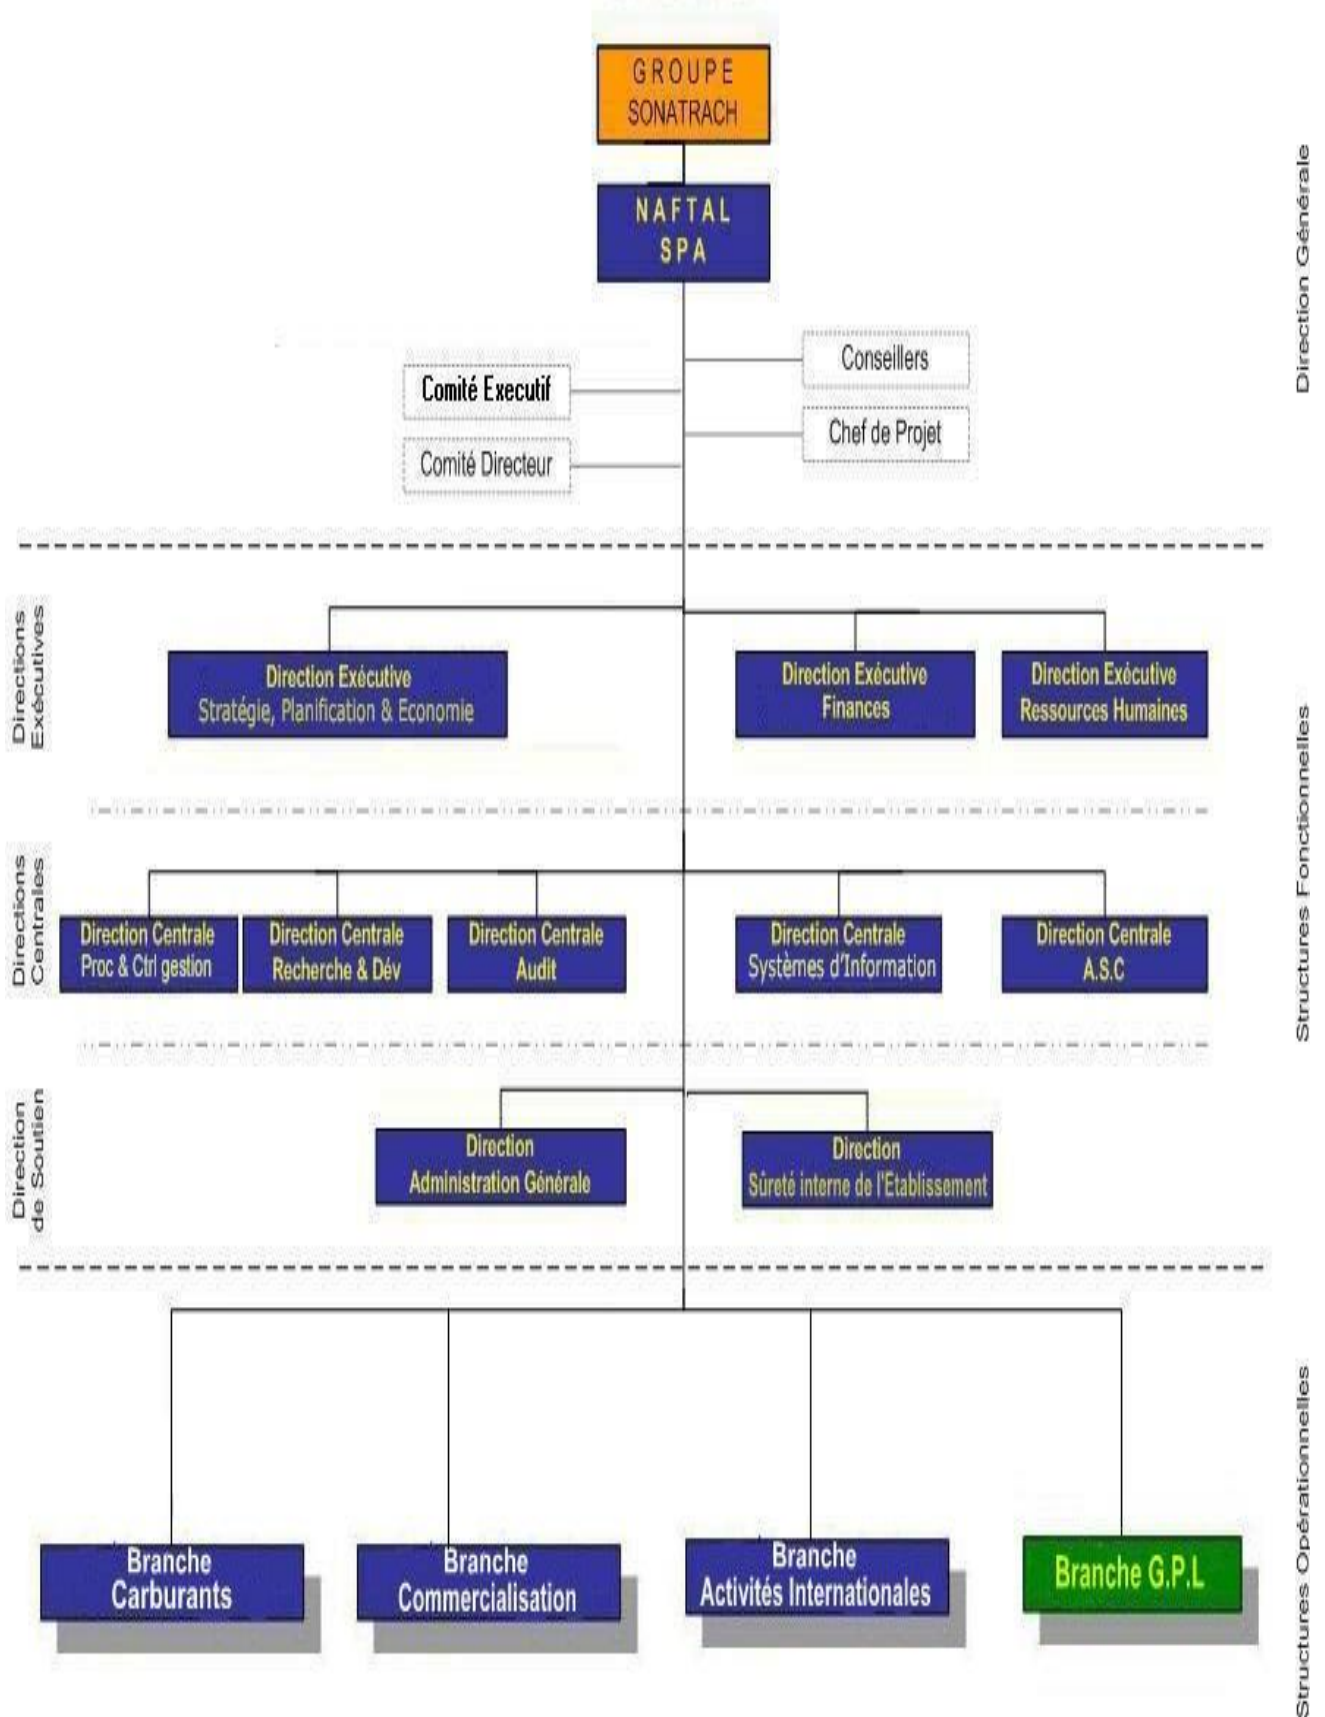 GROUPE
SONATRACH
NAFTAL
SPA
Direction Générale
Conseillers
Comité Executif
Chef de Projet
Comité Directeur
Directions
Exécutives
Direction Exécutive
Stratégie, Planification & Economie
Direction Exécutive
Finances
Direction Exécutive
Ressources Humaines
Structures Fonctionnelles
Directions
Centrales
Direction Centrale
Proc & Ctrl gestion
Direction Centrale
Recherche & Dév
Direction Centrale
Audit
Direction Centrale
Systèmes d'Information
Direction Centrale
A.S.C
Direction
de Soutien
Direction
Administration Générale
Direction
Sûreté interne de l'Etablissement
Structures Opérationnelles
Branche
Carburants
Branche
Commercialisation
Branche
Activités Internationales
Branche G.P.L